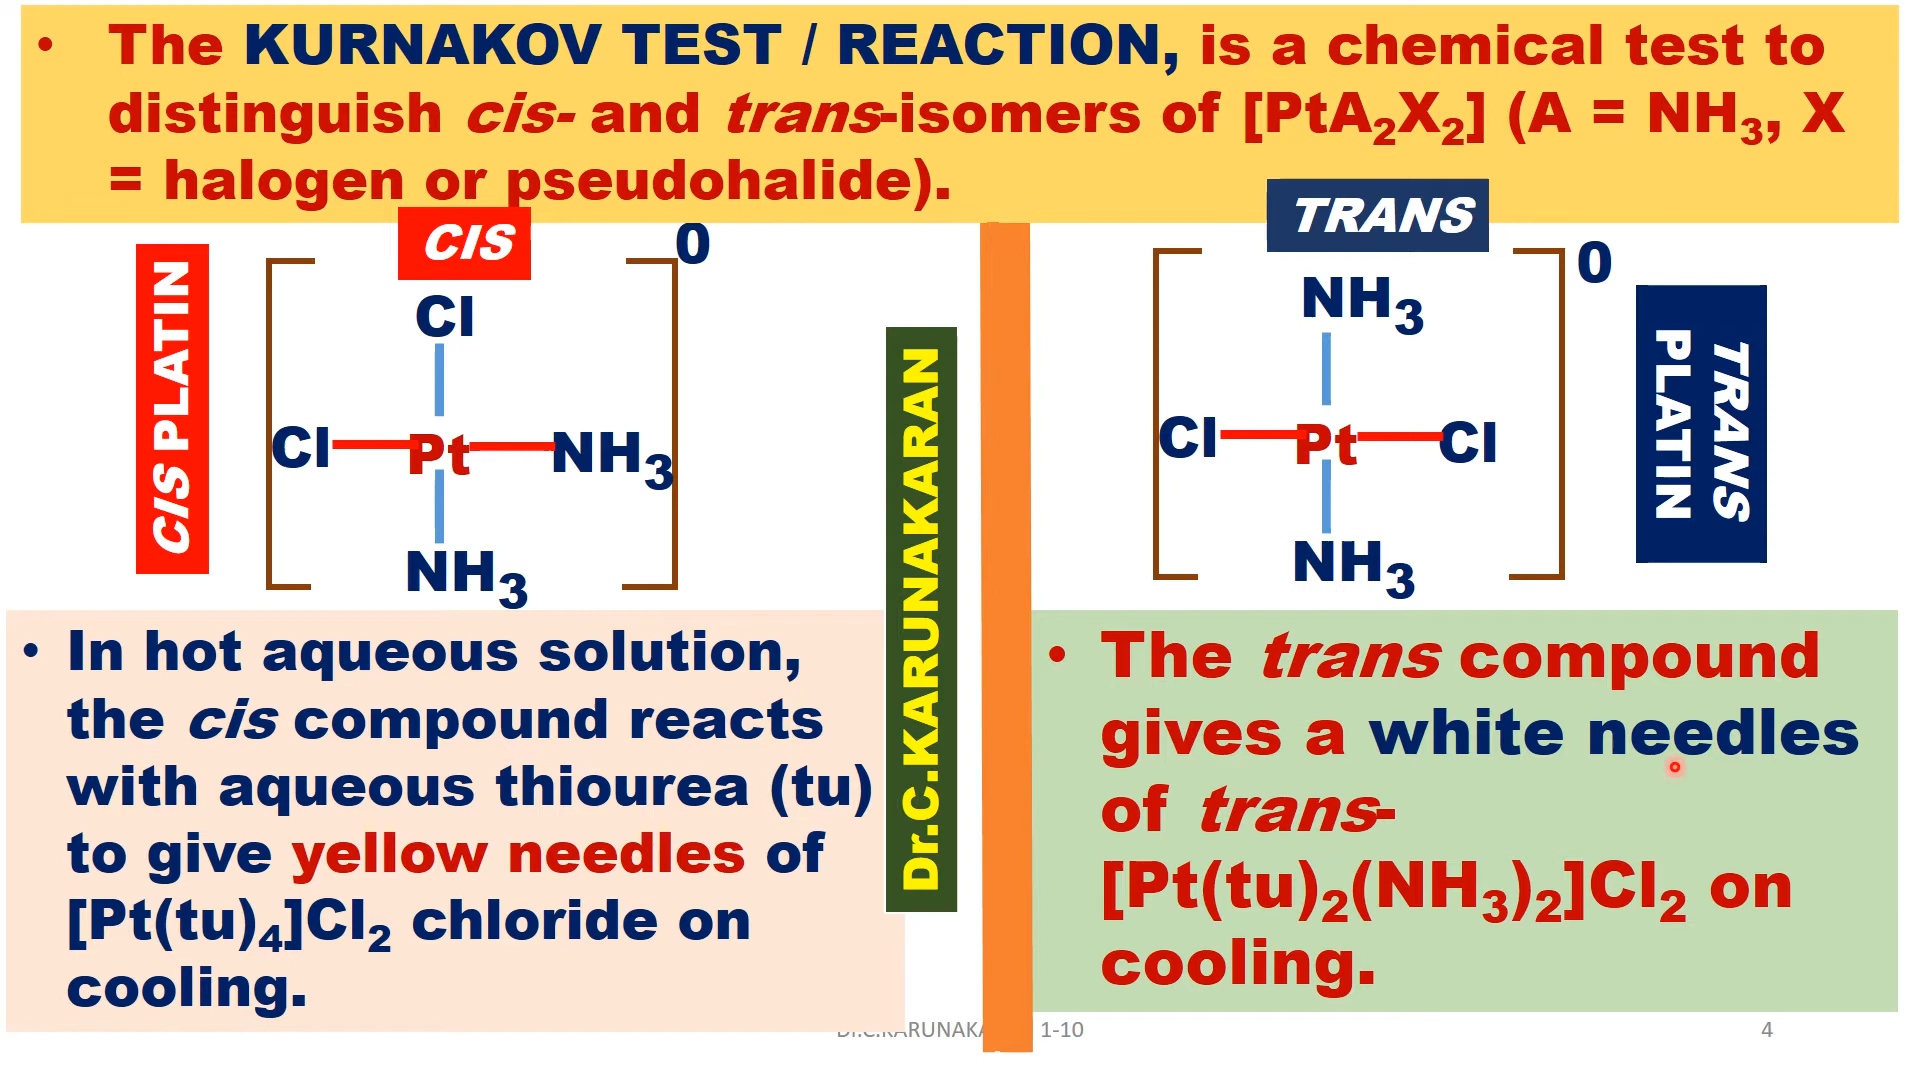 • The KURNAKOV TEST / REACTION, is a chemical test to
distinguish cis- and trans-isomers of [PtA₂X₂] (A = NH₃, X
= halogen or pseudohalide).
CIS
CIS PLATIN
0
Cl
Cl Pt NH₃
NH₃
Dr.C.KARUNAKARAN
TRANS
0
NH₃
Cl Pt Cl
NH₃
TRANS
PLATIN
• In hot aqueous solution,
the cis compound reacts
with aqueous thiourea (tu)
to give yellow needles of
[Pt(tu)₄]Cl₂ chloride on
cooling.
• The trans compound
gives a white needles
of trans-
[Pt(tu)₂(NH₃)₂]Cl₂ on
cooling.
1-10
4